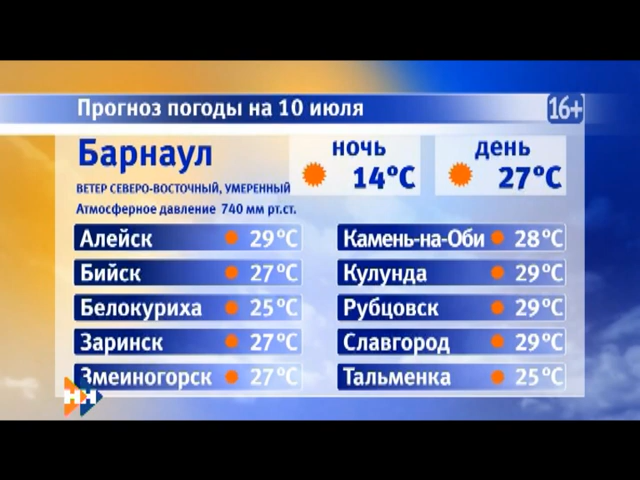 Прогноз погоды на 10 июля
16+
Барнаул
ночь
14°C
день
27°C
ВЕТЕР СЕВЕРО-ВОСТОЧНЫЙ, УМЕРЕННЫЙ
Атмосферное давление 740 мм рт.ст.
Алейск 29°C
Бийск 27°C
Белокуриха 25°C
Заринск 27°C
Змеиногорск 27°C
Камень-на-Оби 28°C
Кулунда 29°C
Рубцовск 29°C
Славгород 29°C
Тальменка 25°C
НН